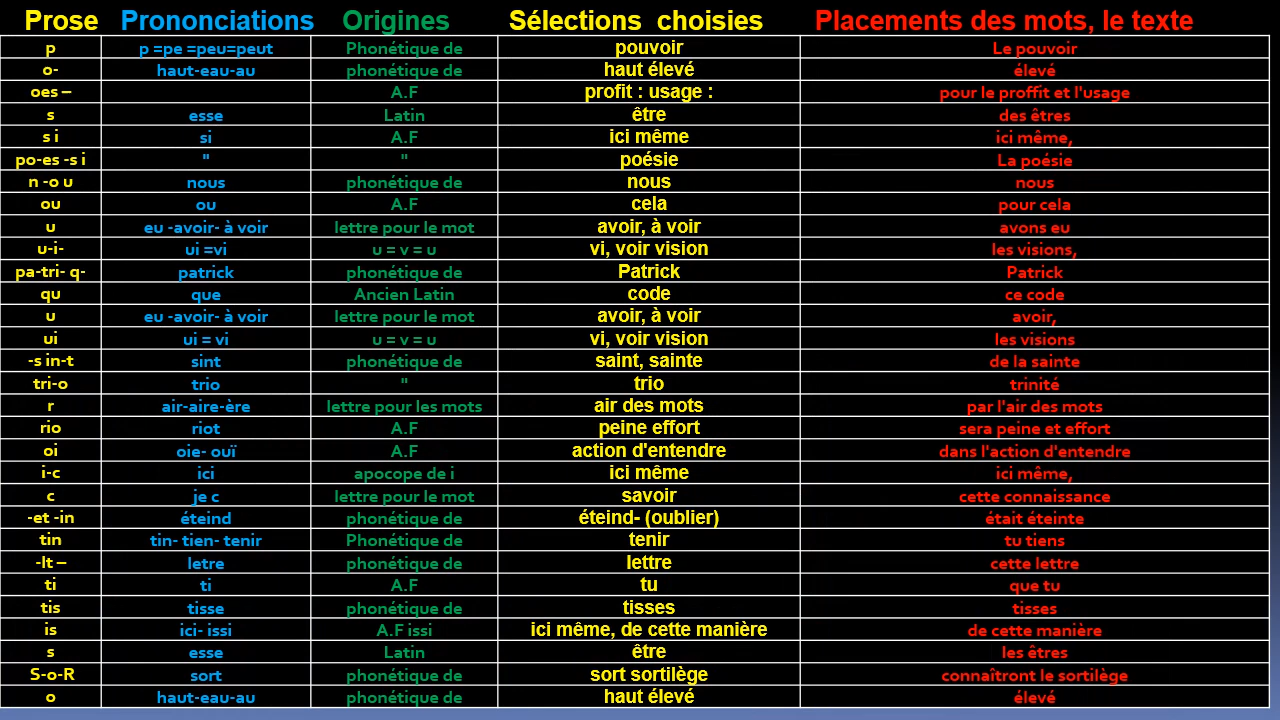 Prose Prononciations Origines Sélections choisies Placements des mots, le texte
p p =pe =peu=peut Phonétique de pouvoir Le pouvoir
o- haut-eau-au phonétique de haut élevé élevé
oes – A.F profit : usage : pour le proffit et l'usage
s esse Latin être des êtres
s i si A.F ici même ici même,
po-es -s i " " poésie La poésie
n -o u nous phonétique de nous nous
ou ou A.F cela pour cela
u eu -avoir- à voir lettre pour le mot avoir, à voir avons eu
u-i- ui =vi u = v = u vi, voir vision les visions,
pa-tri- q- patrick phonétique de Patrick Patrick
qu que Ancien Latin code ce code
u eu -avoir- à voir lettre pour le mot avoir, à voir avoir,
ui ui = vi u = v = u vi, voir vision les visions
-s in-t sint phonétique de saint, sainte de la sainte
tri-o trio " trio trinité
r air-aire-ère lettre pour les mots air des mots par l'air des mots
rio riot A.F peine effort sera peine et effort
oi oie- ouï A.F action d'entendre dans l'action d'entendre
i-c ici apocope de i ici même ici même,
c je c lettre pour le mot savoir cette connaissance
-et -in éteind phonétique de éteind- (oublier) était éteinte
tin tin- tien- tenir Phonétique de tenir tu tiens
-lt – letre phonétique de lettre cette lettre
ti ti A.F tu que tu
tis tisse phonétique de tisses tisses
is ici- issi A.F issi ici même, de cette manière de cette manière
s esse Latin être les êtres
S-o-R sort phonétique de sort sortilège connaîtront le sortilège
o haut-eau-au phonétique de haut élevé élevé